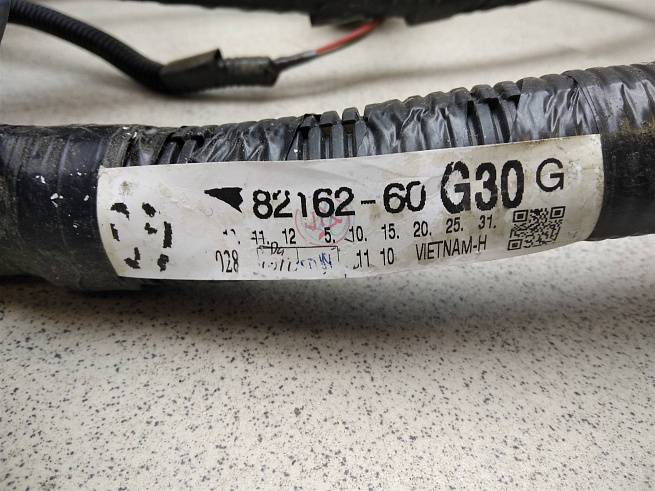 82162-60 G30 G
11. 12 5. 10. 15. 20. 25. 31.
028 11 10 VIETNAM-H